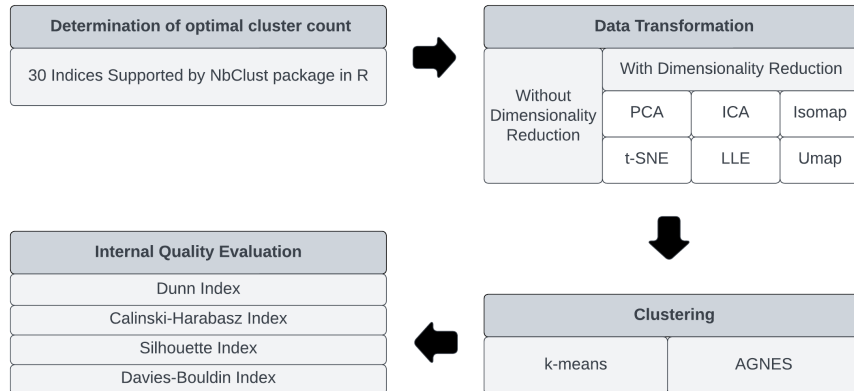 Determination of optimal cluster count
30 Indices Supported by NbClust package in R
Data Transformation
Without
Dimensionality
Reduction
With Dimensionality Reduction
PCA
ICA
Isomap
t-SNE
LLE
Umap
Clustering
k-means
AGNES
Internal Quality Evaluation
Dunn Index
Calinski-Harabasz Index
Silhouette Index
Davies-Bouldin Index